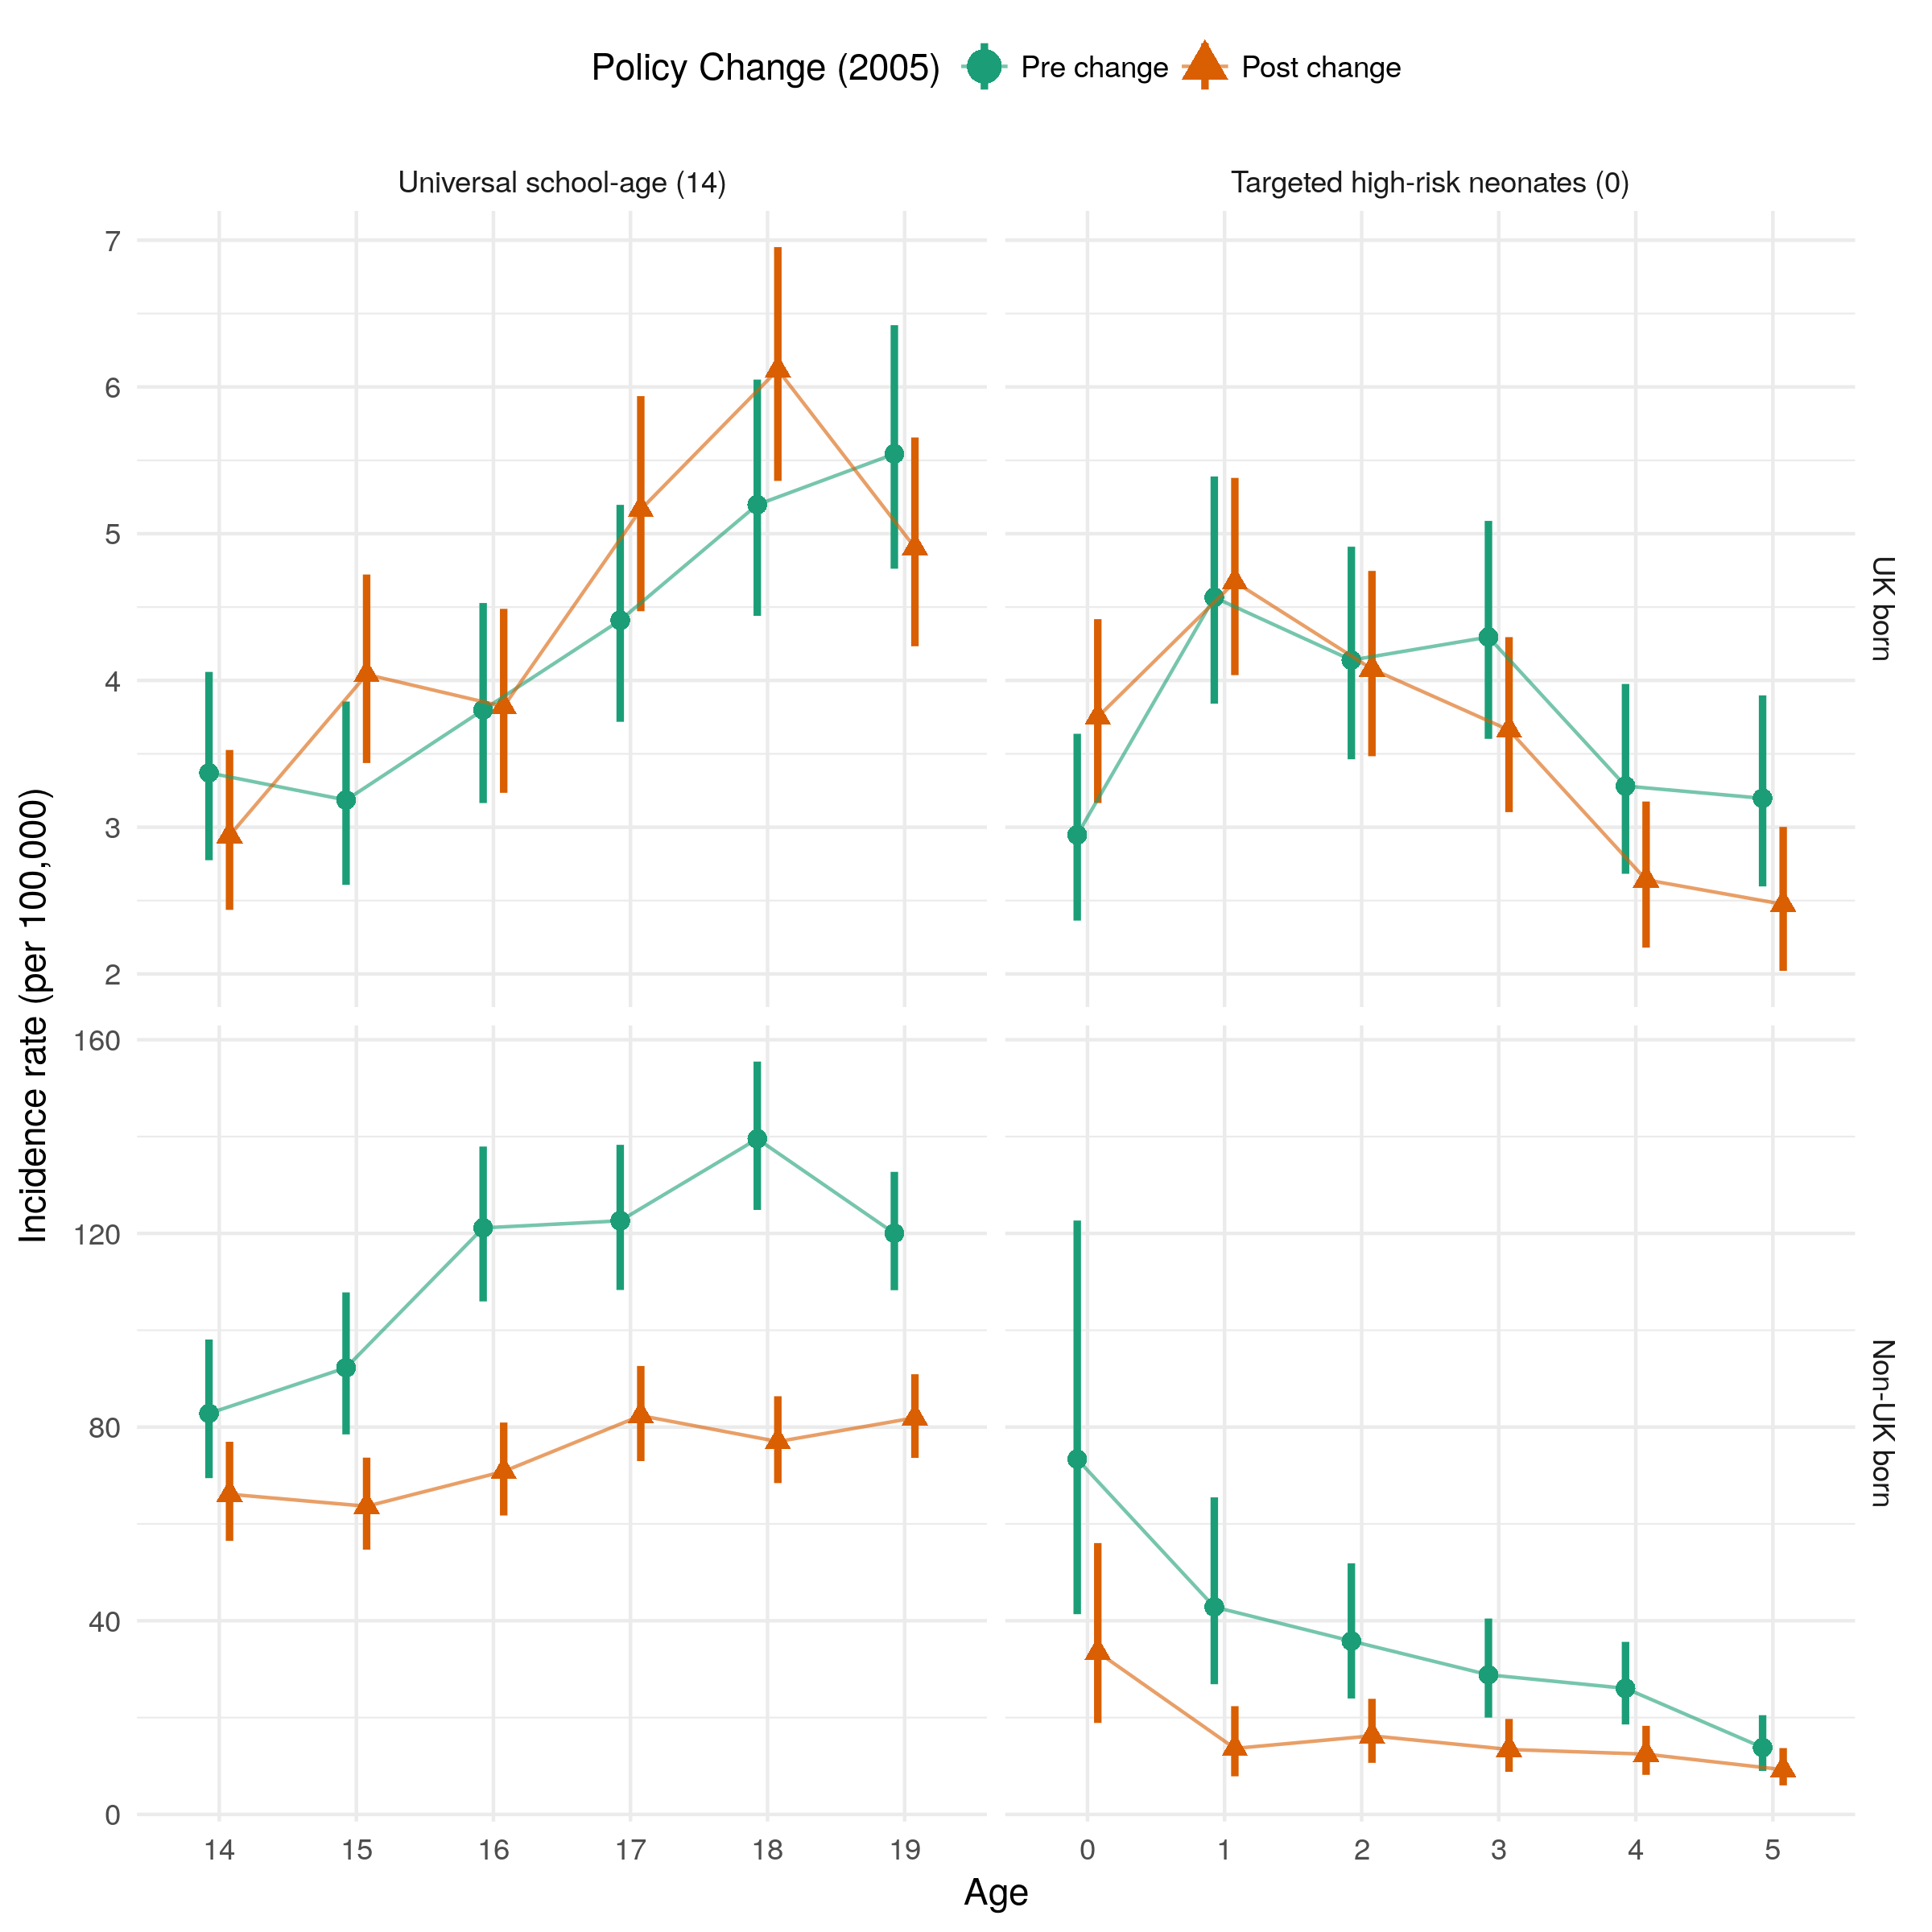 Policy Change (2005) Pre change Post change
Universal school-age (14) Targeted high-risk neonates (0)
7
6
5
4
3
2
UK born
160
120
80
40
0
Non-UK born
Incidence rate (per 100,000)
14 15 16 17 18 19 0 1 2 3 4 5
Age